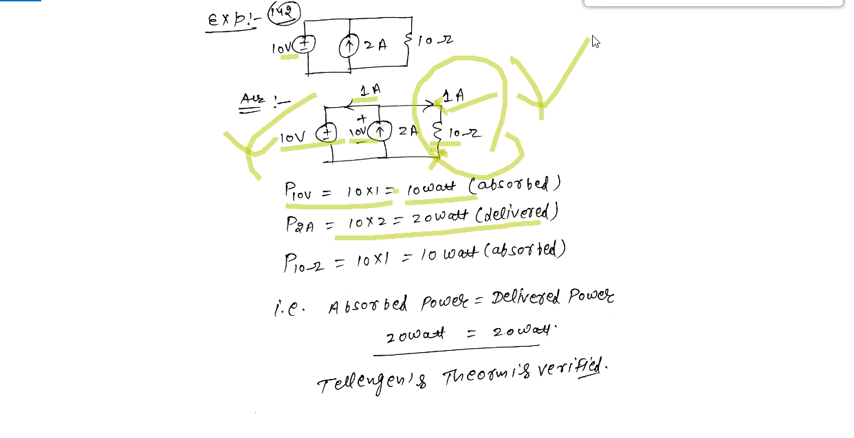 Exp:- 142
10V 2A 10Ω
Ans :-
1A 1A
10V + 10V 2A 10Ω
P10V = 10×1 = 10watt (absorbed)
P2A = 10×2 = 20watt (delivered)
P10Ω = 10×1 = 10 watt (absorbed)
i.e. Absorbed Power = Delivered Power
20watt = 20watt.
Tellengen's Theorm is verified.